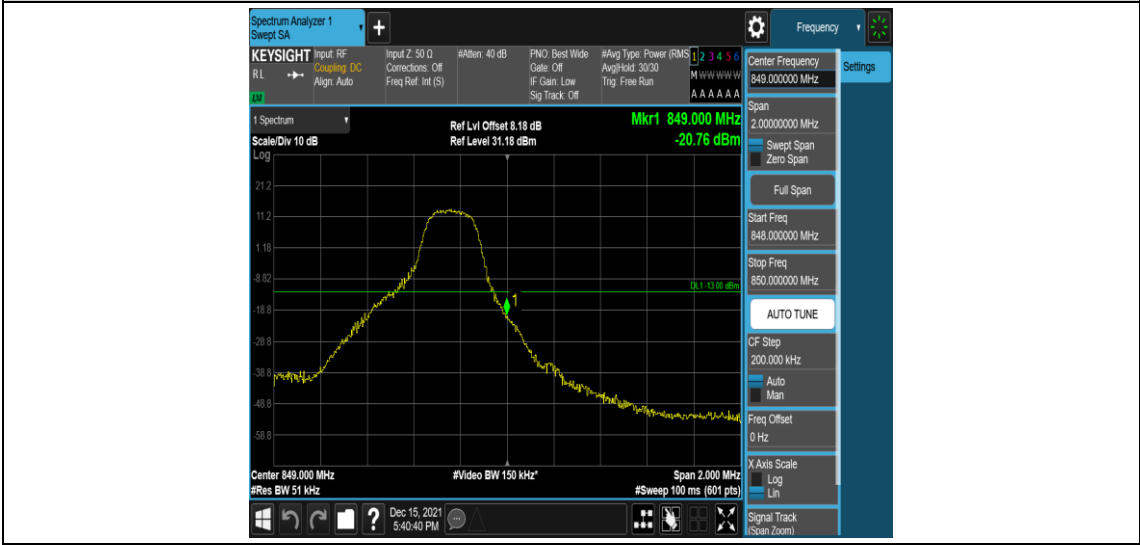 Spectrum Analyzer 1
Swept SA
+
Frequency
KEYSIGHT
RL
LM
Input: RF
Coupling: DC
Align: Auto
Input Z: 50 Ω
Corrections: Off
Freq Ref: Int (S)
#Atten: 40 dB
PNO: Best Wide
Gate: Off
IF Gain: Low
Sig Track: Off
#Avg Type: Power (RMS
Avg|Hold: 30/30
Trig: Free Run
1 2 3 4 5 6
M W W W W W
A A A A A A
1 Spectrum
Scale/Div 10 dB
Log
Ref Lvl Offset 8.18 dB
Ref Level 31.18 dBm
Mkr1 849.000 MHz
-20.76 dBm
21.2
11.2
1.18
-8.82
-18.8
-28.8
-38.8
-48.8
-58.8
DL1 -13.00 dBm
1
Center 849.000 MHz
#Res BW 51 kHz
#Video BW 150 kHz*
Span 2.000 MHz
#Sweep 100 ms (601 pts)
Center Frequency
849.000000 MHz
Settings
Span
2.00000000 MHz
Swept Span
Zero Span
Full Span
Start Freq
848.000000 MHz
Stop Freq
850.000000 MHz
AUTO TUNE
CF Step
200.000 kHz
Auto
Man
Freq Offset
0 Hz
X Axis Scale
Log
Lin
Signal Track
(Span Zoom)
?
Dec 15, 2021
5:40:40 PM